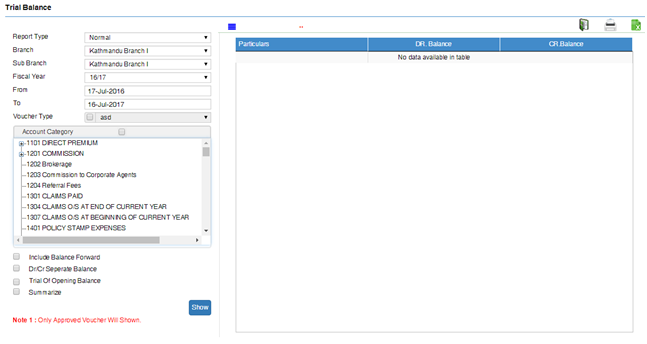 Trial Balance
Report Type Normal
Branch Kathmandu Branch I
Sub Branch Kathmandu Branch I
Fiscal Year 16/17
From 17-Jul-2016
To 16-Jul-2017
Voucher Type asd
Account Category
1101 DIRECT PREMIUM
1201 COMMISSION
1202 Brokerage
1203 Commission to Corporate Agents
1204 Referral Fees
1301 CLAIMS PAID
1304 CLAIMS O/S AT END OF CURRENT YEAR
1307 CLAIMS O/S AT BEGINNING OF CURRENT YEAR
1401 POLICY STAMP EXPENSES
Include Balance Forward
Dr/Cr Seperate Balance
Trial Of Opening Balance
Summarize
Show
Note 1 : Only Approved Voucher Will Shown.
Particulars DR. Balance CR.Balance
No data available in table